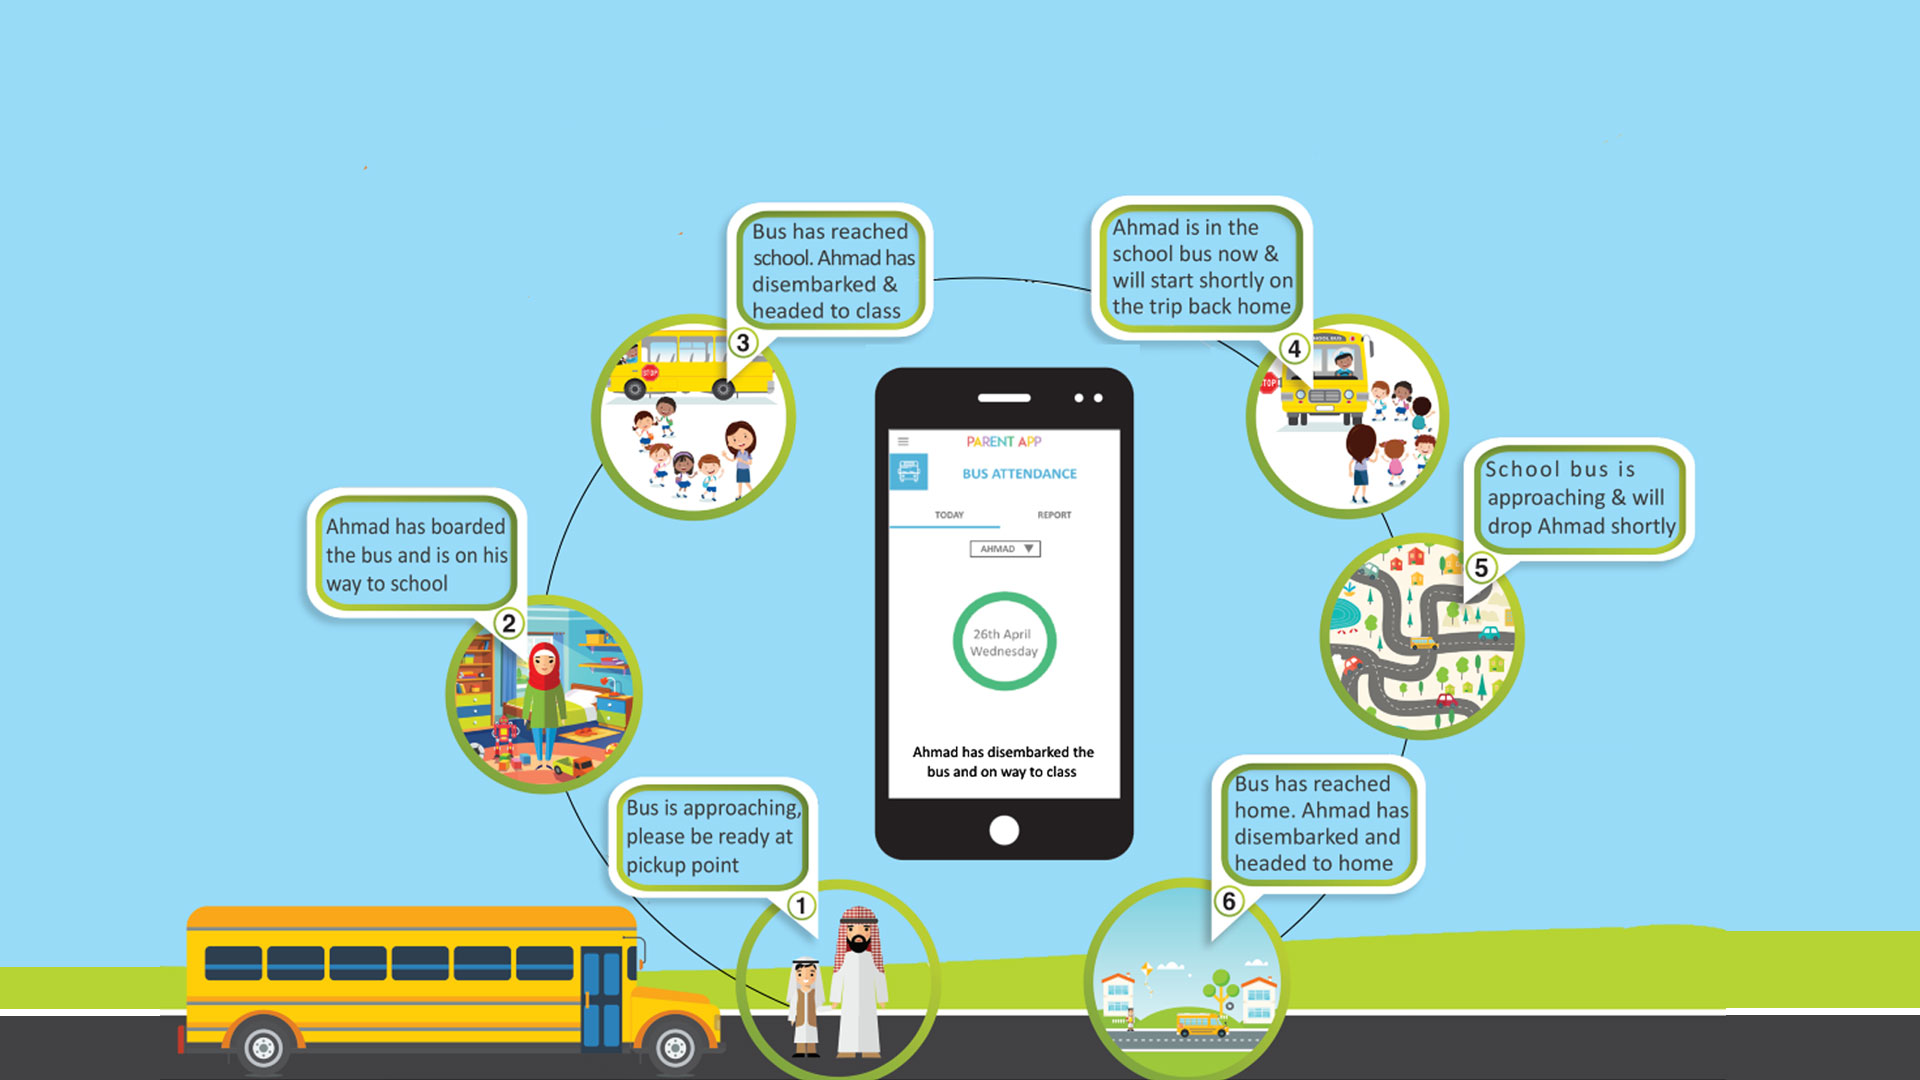 Bus is approaching,
please be ready at
pickup point
1
Ahmad has boarded
the bus and is on his
way to school
2
Bus has reached
school. Ahmad has
disembarked &
headed to class
3
STOP
Ahmad is in the
school bus now &
will start shortly on
the trip back home
4
SCHOOL BUS
STOP
School bus is
approaching & will
drop Ahmad shortly
5
Bus has reached
home. Ahmad has
disembarked and
headed to home
6
PARENT APP
BUS ATTENDANCE
TODAY REPORT
AHMAD
26th April
Wednesday
Ahmad has disembarked the
bus and on way to class